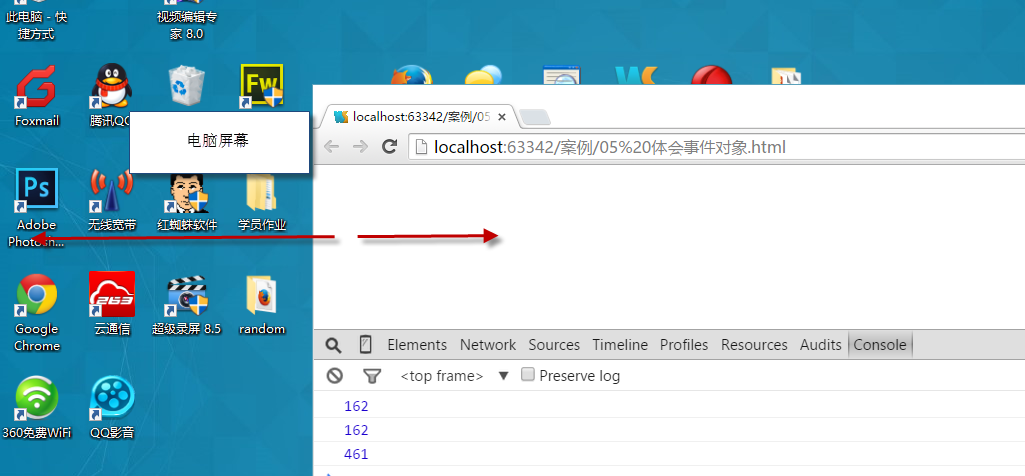 此电脑 - 快
捷方式
视频编辑专
家 8.0
Foxmail
腾讯QQ
Fw
电脑屏幕
localhost:63342/案例/05
localhost:63342/案例/05%20体会事件对象.html
Ps
Adobe
Photosh...
无线宽带
红蜘蛛软件
学员作业
263
Google
Chrome
云通信
超级录屏 8.5
random
Elements Network Sources Timeline Profiles Resources Audits Console
<top frame> ▼ Preserve log
162
162
461
360免费WiFi
QQ影音